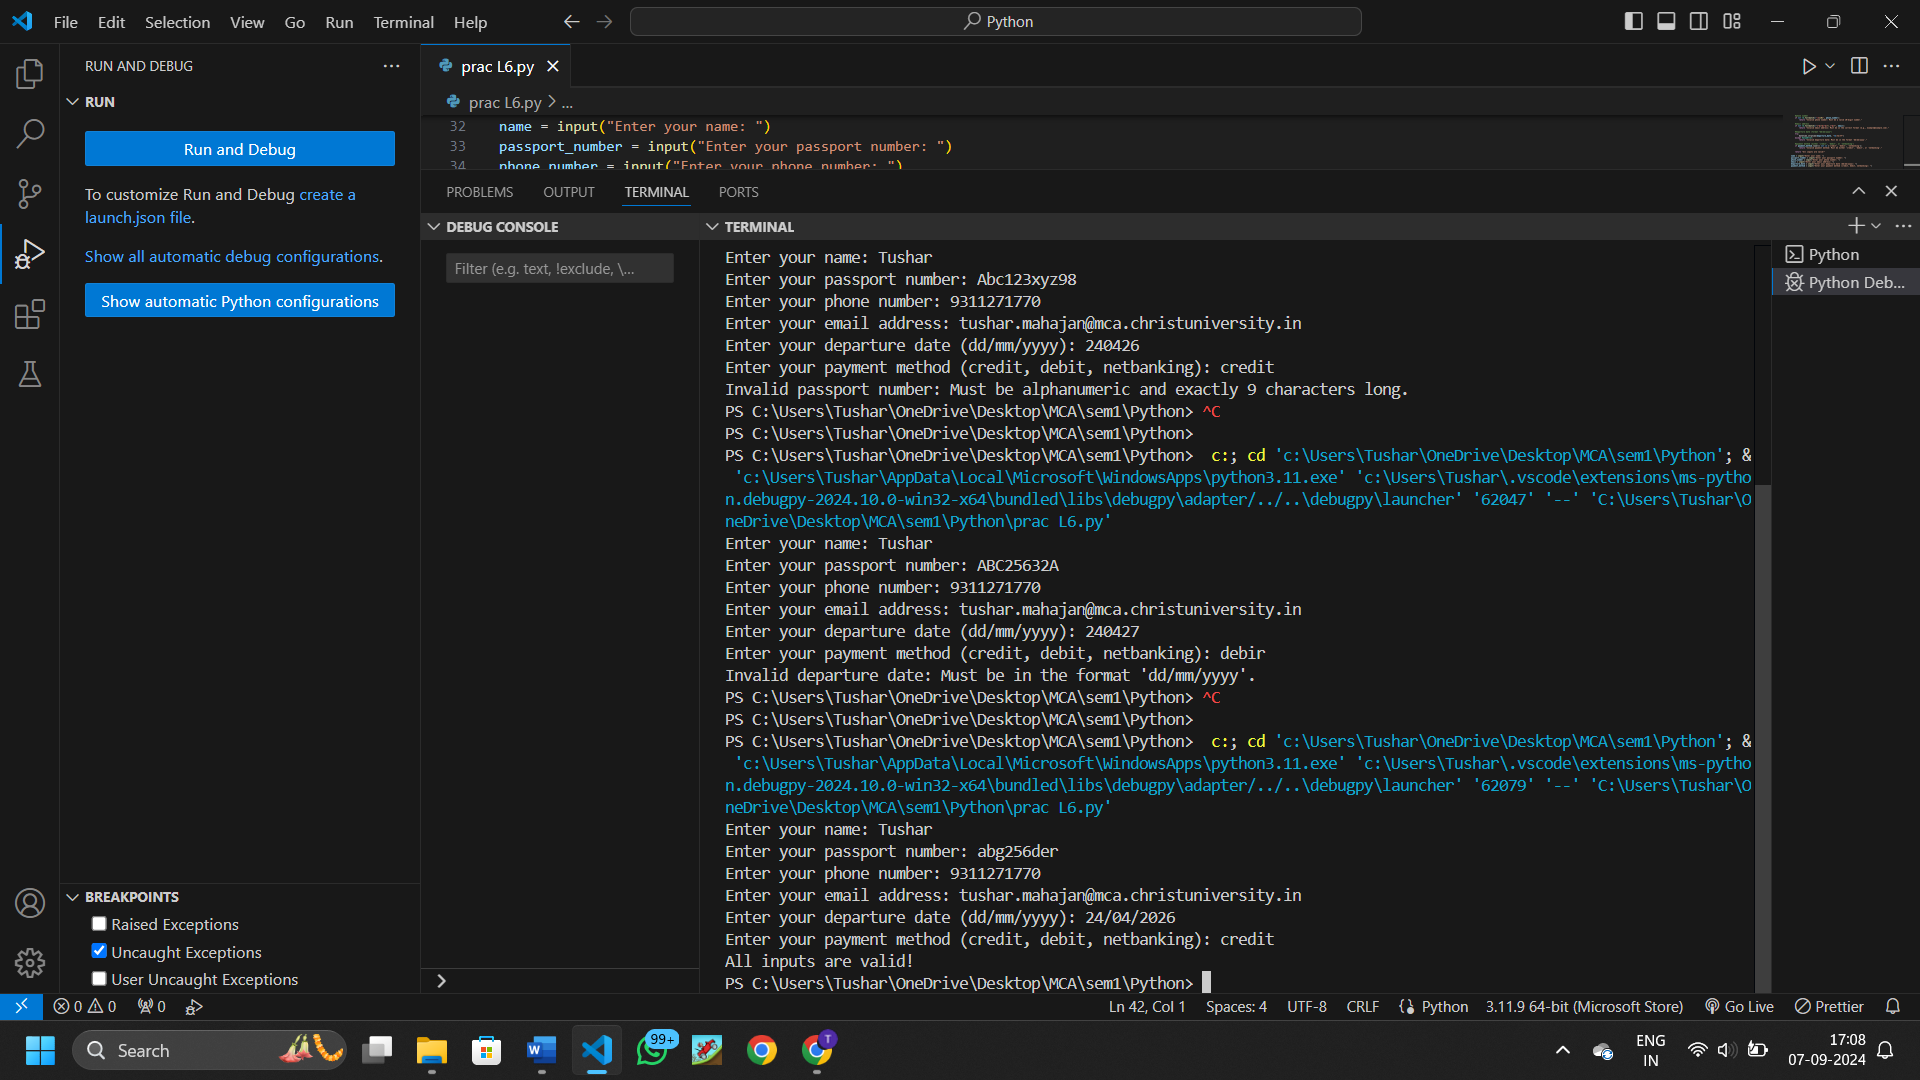 File Edit Selection View Go Run Terminal Help
Python
RUN AND DEBUG
RUN
Run and Debug
To customize Run and Debug create a
launch.json file.
Show all automatic debug configurations.
Show automatic Python configurations
BREAKPOINTS
Raised Exceptions
Uncaught Exceptions
User Uncaught Exceptions
prac L6.py
prac L6.py > ...
32 name = input("Enter your name: ")
33 passport_number = input("Enter your passport number: ")
34 phone_number = input("Enter your phone number: ")
PROBLEMS OUTPUT TERMINAL PORTS
DEBUG CONSOLE
Filter (e.g. text, !exclude, \...
TERMINAL
Enter your name: Tushar
Enter your passport number: Abc123xyz98
Enter your phone number: 9311271770
Enter your email address: tushar.mahajan@mca.christuniversity.in
Enter your departure date (dd/mm/yyyy): 240426
Enter your payment method (credit, debit, netbanking): credit
Invalid passport number: Must be alphanumeric and exactly 9 characters long.
PS C:\Users\Tushar\OneDrive\Desktop\MCA\sem1\Python> ^C
PS C:\Users\Tushar\OneDrive\Desktop\MCA\sem1\Python>
PS C:\Users\Tushar\OneDrive\Desktop\MCA\sem1\Python>  c:; cd 'c:\Users\Tushar\OneDrive\Desktop\MCA\sem1\Python'; &
'c:\Users\Tushar\AppData\Local\Microsoft\WindowsApps\python3.11.exe' 'c:\Users\Tushar\.vscode\extensions\ms-pytho
n.debugpy-2024.10.0-win32-x64\bundled\libs\debugpy\adapter/../..\debugpy\launcher' '62047' '--' 'C:\Users\Tushar\O
neDrive\Desktop\MCA\sem1\Python\prac L6.py'
Enter your name: Tushar
Enter your passport number: ABC25632A
Enter your phone number: 9311271770
Enter your email address: tushar.mahajan@mca.christuniversity.in
Enter your departure date (dd/mm/yyyy): 240427
Enter your payment method (credit, debit, netbanking): debir
Invalid departure date: Must be in the format 'dd/mm/yyyy'.
PS C:\Users\Tushar\OneDrive\Desktop\MCA\sem1\Python> ^C
PS C:\Users\Tushar\OneDrive\Desktop\MCA\sem1\Python>
PS C:\Users\Tushar\OneDrive\Desktop\MCA\sem1\Python>  c:; cd 'c:\Users\Tushar\OneDrive\Desktop\MCA\sem1\Python'; &
'c:\Users\Tushar\AppData\Local\Microsoft\WindowsApps\python3.11.exe' 'c:\Users\Tushar\.vscode\extensions\ms-pytho
n.debugpy-2024.10.0-win32-x64\bundled\libs\debugpy\adapter/../..\debugpy\launcher' '62079' '--' 'C:\Users\Tushar\O
neDrive\Desktop\MCA\sem1\Python\prac L6.py'
Enter your name: Tushar
Enter your passport number: abg256der
Enter your phone number: 9311271770
Enter your email address: tushar.mahajan@mca.christuniversity.in
Enter your departure date (dd/mm/yyyy): 24/04/2026
Enter your payment method (credit, debit, netbanking): credit
All inputs are valid!
PS C:\Users\Tushar\OneDrive\Desktop\MCA\sem1\Python>
Python
Python Deb...
0 0 0
Ln 42, Col 1 Spaces: 4 UTF-8 CRLF Python 3.11.9 64-bit (Microsoft Store) Go Live Prettier
Search
99+
T
ENG
IN
17:08
07-09-2024